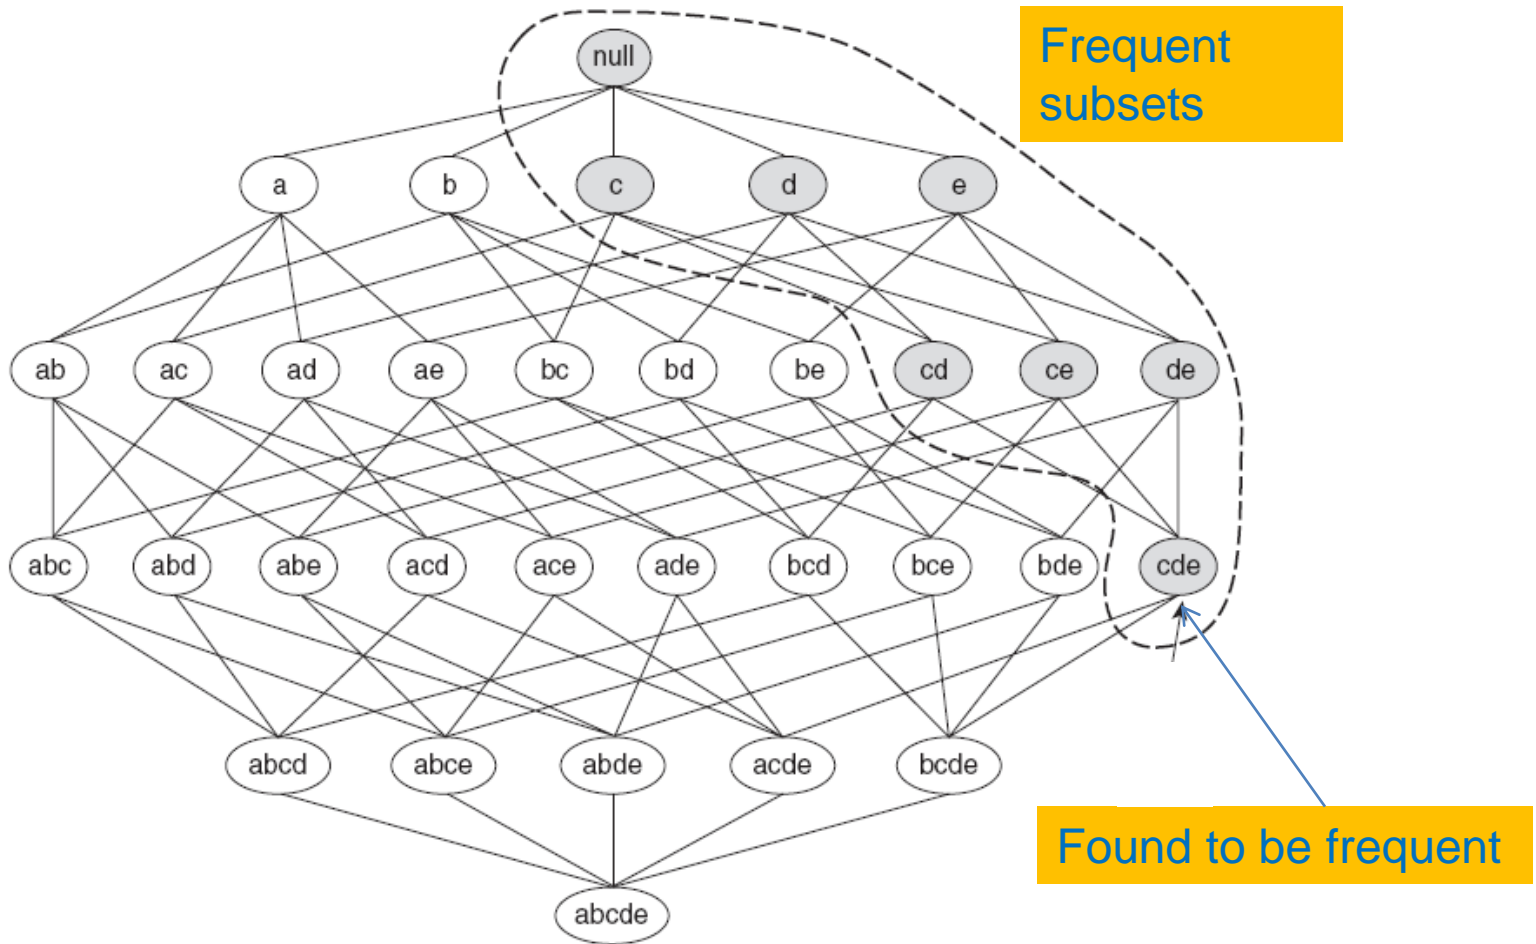 null
Frequent
subsets
a b c d e
ab ac ad ae bc bd be cd ce de
abc abd abe acd ace ade bcd bce bde cde
abcd abce abde acde bcde
Found to be frequent
abcde